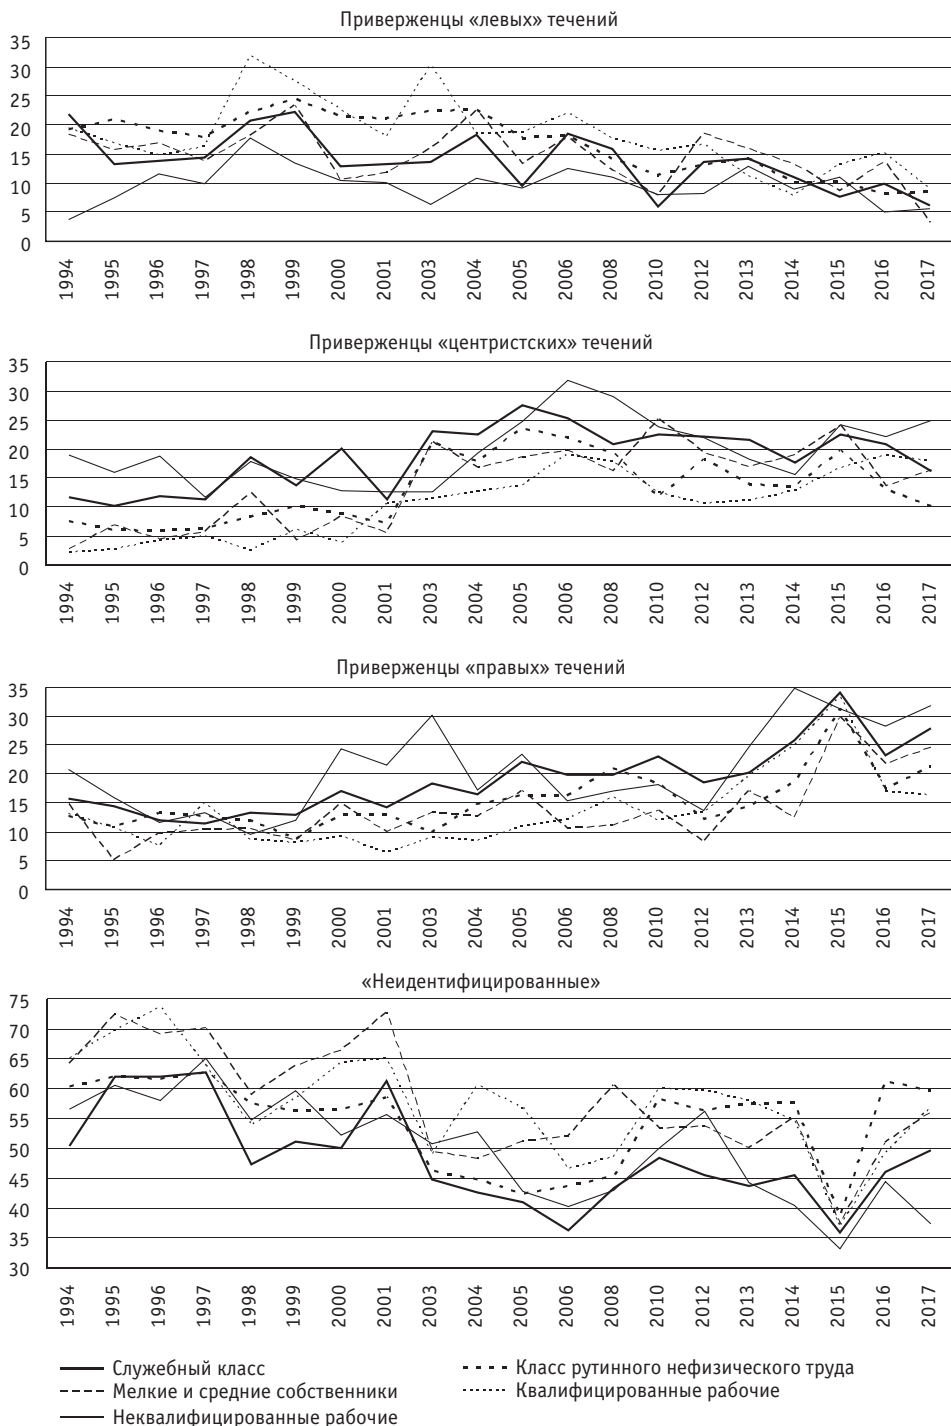 Приверженцы «левых» течений
35
30
25
20
15
10
5
0
1994 1995 1996 1997 1998 1999 2000 2001 2003 2004 2005 2006 2008 2010 2012 2013 2014 2015 2016 2017
Приверженцы «центристских» течений
35
30
25
20
15
10
5
0
1994 1995 1996 1997 1998 1999 2000 2001 2003 2004 2005 2006 2008 2010 2012 2013 2014 2015 2016 2017
Приверженцы «правых» течений
35
30
25
20
15
10
5
0
1994 1995 1996 1997 1998 1999 2000 2001 2003 2004 2005 2006 2008 2010 2012 2013 2014 2015 2016 2017
«Неидентифицированные»
75
70
65
60
55
50
45
40
35
30
1994 1995 1996 1997 1998 1999 2000 2001 2003 2004 2005 2006 2008 2010 2012 2013 2014 2015 2016 2017
Служебный класс
Класс рутинного нефизического труда
Мелкие и средние собственники
Квалифицированные рабочие
Неквалифицированные рабочие